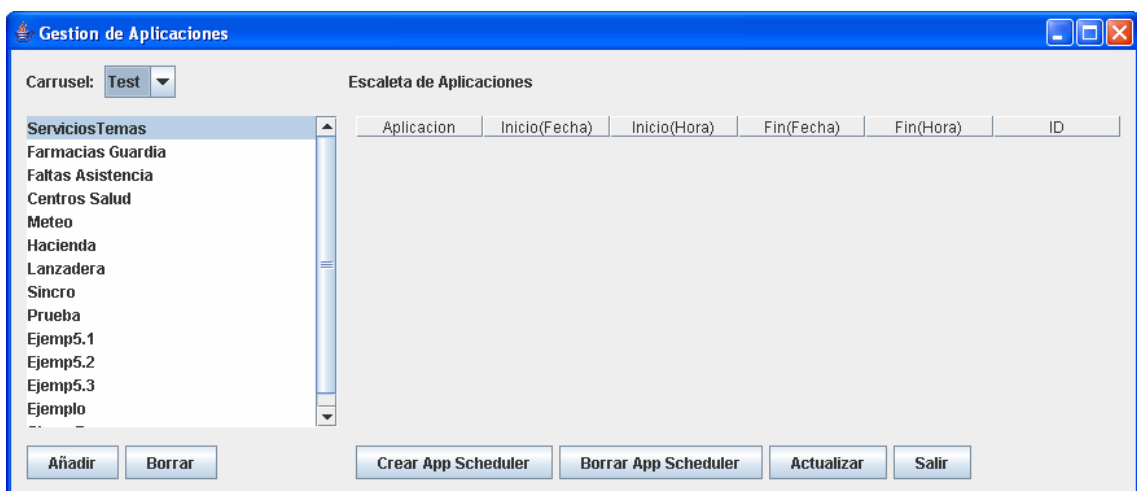 Gestion de Aplicaciones
Carrusel: Test Escaleta de Aplicaciones
Aplicacion Inicio(Fecha) Inicio(Hora) Fin(Fecha) Fin(Hora) ID
ServiciosTemas
Farmacias Guardia
Faltas Asistencia
Centros Salud
Meteo
Hacienda
Lanzadera
Sincro
Prueba
Ejemp5.1
Ejemp5.2
Ejemp5.3
Ejemplo
Añadir Borrar Crear App Scheduler Borrar App Scheduler Actualizar Salir